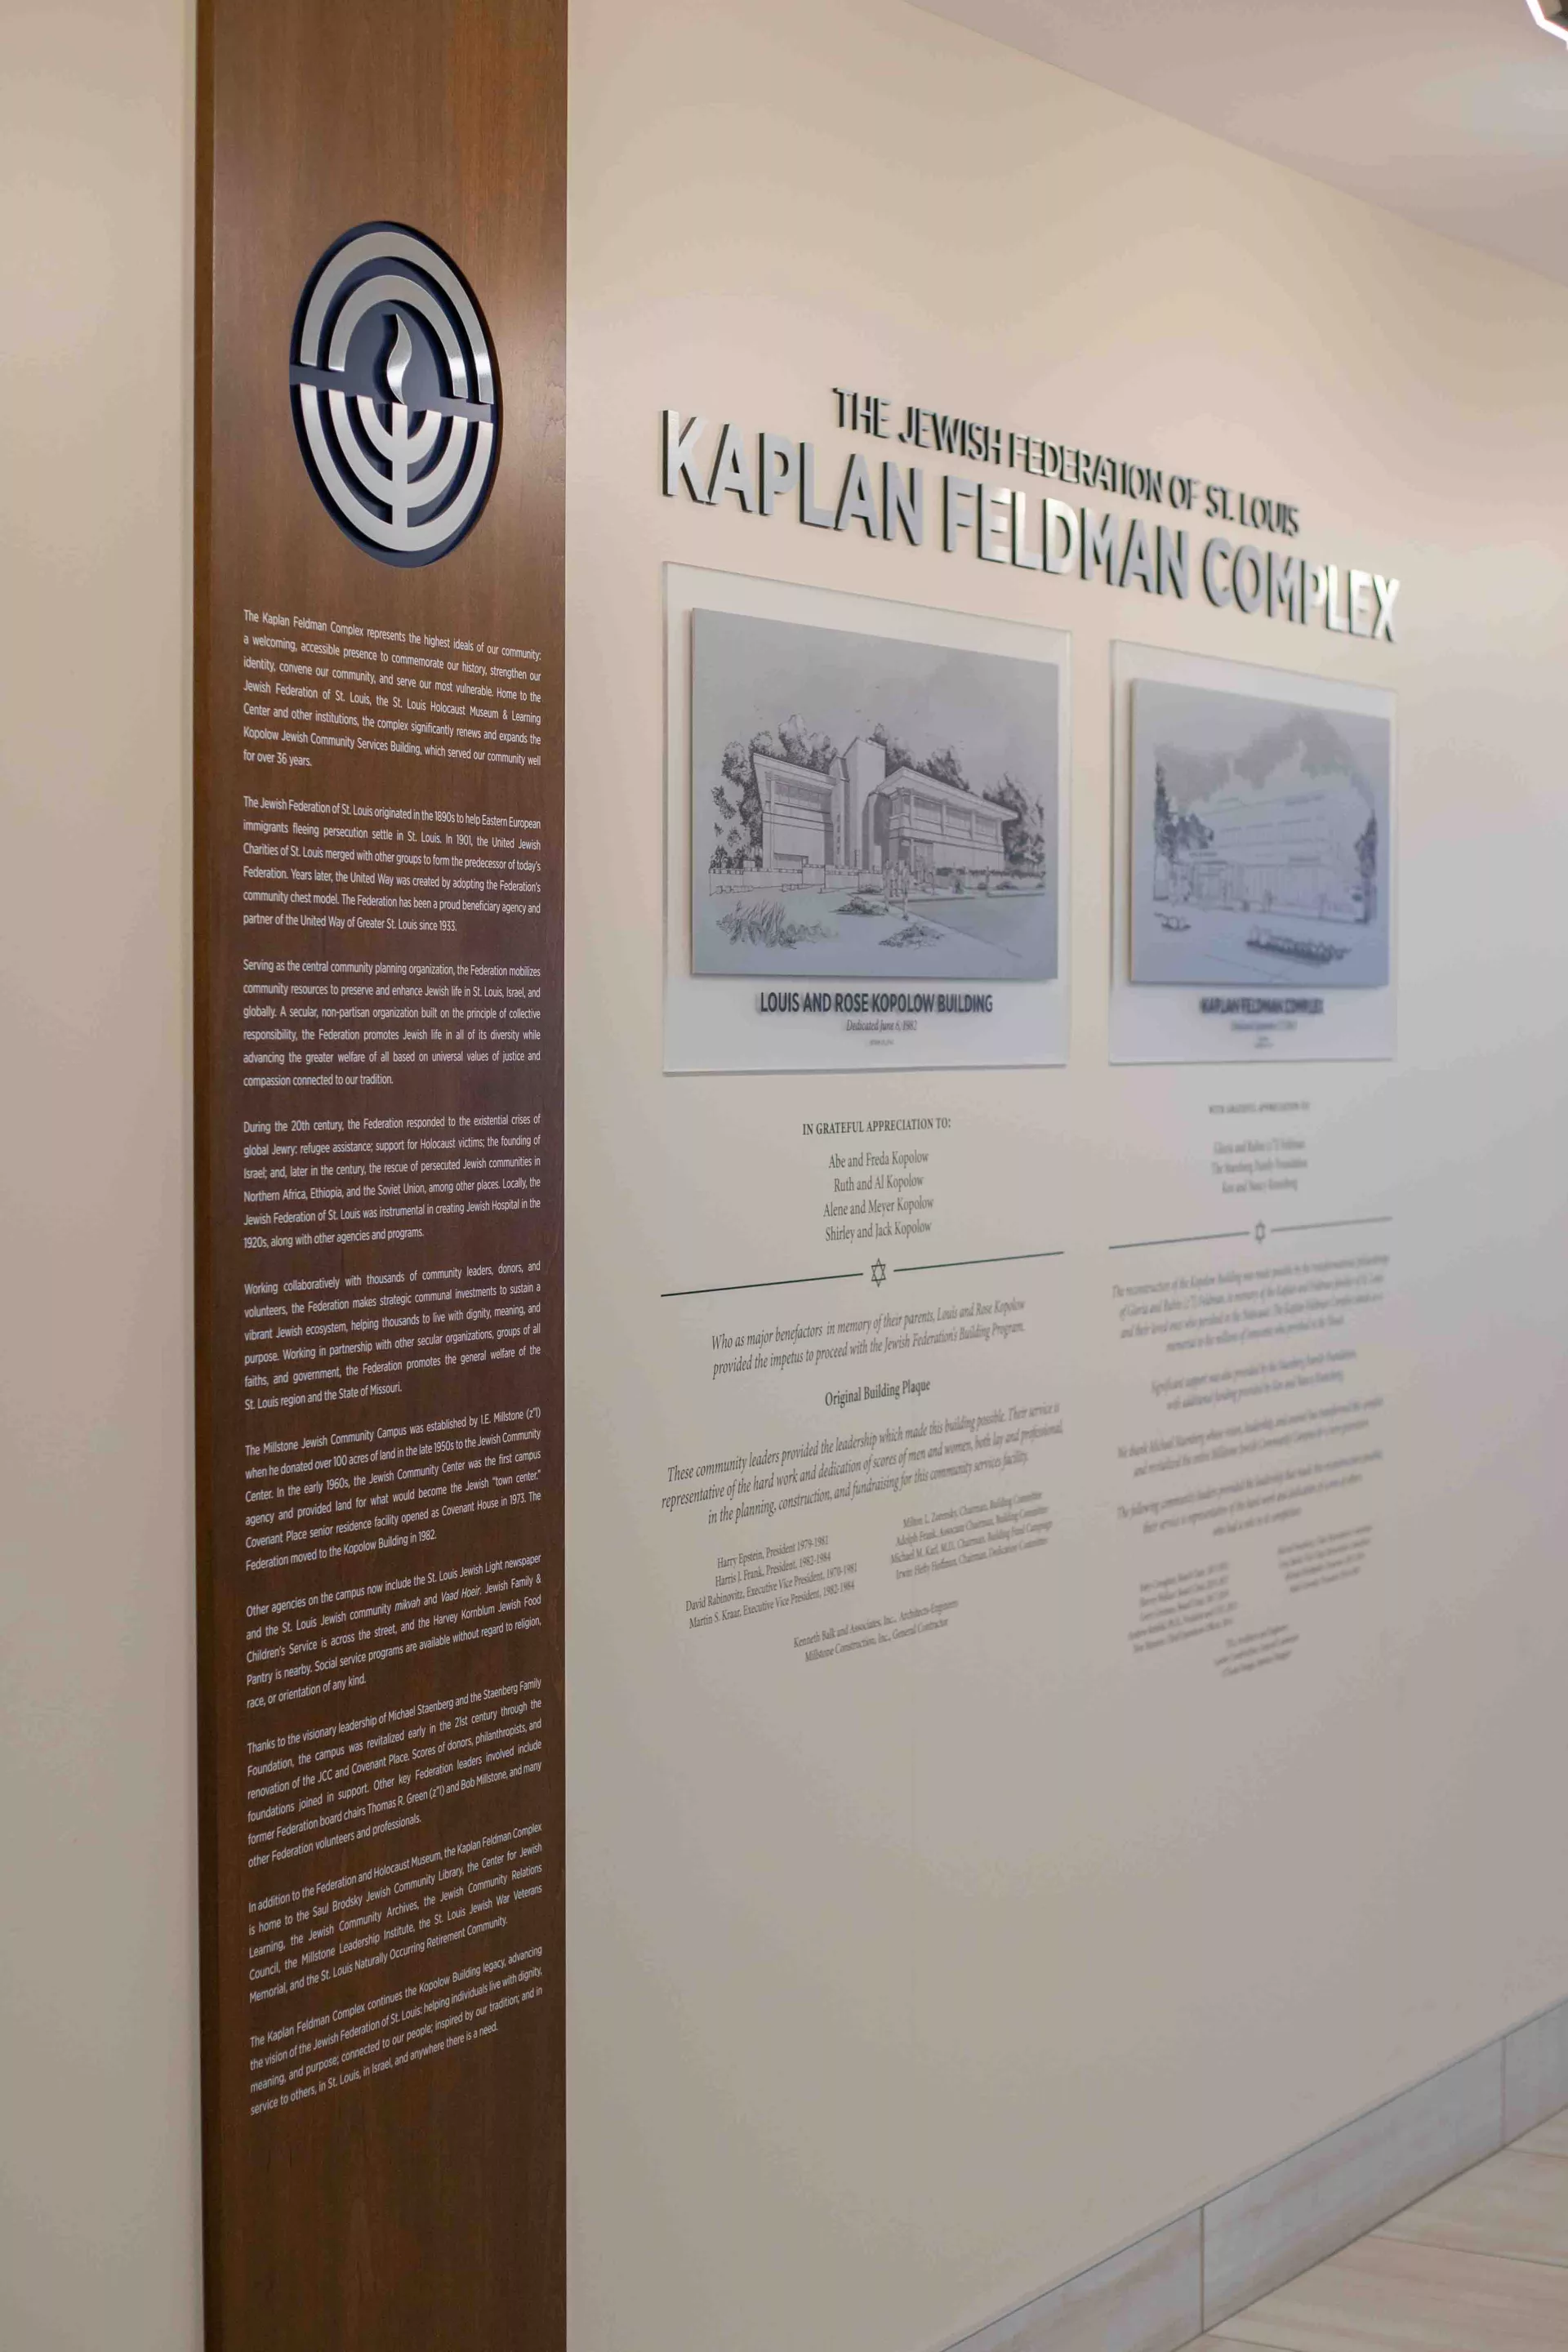 The Kaplan Feldman Complex represents the highest ideals of our community:
a welcoming, accessible presence to commemorate our history, strengthen our
identity, convene our community, and serve our most vulnerable. Home to the
Jewish Federation of St. Louis, the St. Louis Holocaust Museum & Learning
Center and other institutions, the complex significantly renews and expands the
Kopolow Jewish Community Services Building, which served our community well
for over 36 years.
The Jewish Federation of St. Louis originated in the 1890s to help Eastern European
immigrants fleeing persecution settle in St. Louis. In 1901, the United Jewish
Charities of St. Louis merged with other groups to form the predecessor of today's
Federation. Years later, the United Way was created by adopting the Federation's
community chest model. The Federation has been a proud beneficiary agency and
partner of the United Way of Greater St. Louis since 1933.
Serving as the central community planning organization, the Federation mobilizes
community resources to preserve and enhance Jewish life in St. Louis, Israel, and
globally. A secular, non-partisan organization built on the principle of collective
responsibility, the Federation promotes Jewish life in all of its diversity while
advancing the greater welfare of all based on universal values of justice and
compassion connected to our tradition.
During the 20th century, the Federation responded to the existential crises of
global Jewry: refugee assistance; support for Holocaust victims; the founding of
Israel; and, later in the century, the rescue of persecuted Jewish communities in
Northern Africa, Ethiopia, and the Soviet Union, among other places. Locally, the
Jewish Federation of St. Louis was instrumental in creating Jewish Hospital in the
1920s, along with other agencies and programs.
Working collaboratively with thousands of community leaders, donors, and
volunteers, the Federation makes strategic communal investments to sustain a
vibrant Jewish ecosystem, helping thousands to live with dignity, meaning, and
purpose. Working in partnership with other secular organizations, groups of all
faiths, and government, the Federation promotes the general welfare of the
St. Louis region and the State of Missouri.
The Millstone Jewish Community Campus was established by I.E. Millstone (z"l)
when he donated over 100 acres of land in the late 1950s to the Jewish Community
Center. In the early 1960s, the Jewish Community Center was the first campus
agency and provided land for what would become the Jewish "town center."
Covenant Place senior residence facility opened as Covenant House in 1973. The
Federation moved to the Kopolow Building in 1982.
Other agencies on the campus now include the St. Louis Jewish Light newspaper
and the St. Louis Jewish community mikvah and Vaad Hoeir. Jewish Family &
Children's Service is across the street, and the Harvey Kornblum Jewish Food
Pantry is nearby. Social service programs are available without regard to religion,
race, or orientation of any kind.
Thanks to the visionary leadership of Michael Staenberg and the Staenberg Family
Foundation, the campus was revitalized early in the 21st century through the
renovation of the JCC and Covenant Place. Scores of donors, philanthropists, and
foundations joined in support. Other key Federation leaders involved include
former Federation board chairs Thomas R. Green (z"l) and Bob Millstone, and many
other Federation volunteers and professionals.
In addition to the Federation and Holocaust Museum, the Kaplan Feldman Complex
is home to the Saul Brodsky Jewish Community Library, the Center for Jewish
Learning, the Jewish Community Archives, the Jewish Community Relations
Council, the Millstone Leadership Institute, the St. Louis Jewish War Veterans
Memorial, and the St. Louis Naturally Occurring Retirement Community.
The Kaplan Feldman Complex continues the Kopolow Building legacy, advancing
the vision of the Jewish Federation of St. Louis: helping individuals live with dignity,
meaning, and purpose; connected to our people; inspired by our tradition; and in
service to others, in St. Louis, in Israel, and anywhere there is a need.
THE JEWISH FEDERATION OF ST. LOUIS
KAPLAN FELDMAN COMPLEX
LOUIS AND ROSE KOPOLOW BUILDING
Dedicated June 6, 1982
IN GRATEFUL APPRECIATION TO:
Abe and Freda Kopolow
Ruth and Al Kopolow
Alene and Meyer Kopolow
Shirley and Jack Kopolow
Who as major benefactors in memory of their parents, Louis and Rose Kopolow
provided the impetus to proceed with the Jewish Federation's Building Program.
Original Building Plaque
These community leaders provided the leadership which made this building possible. Their service is
representative of the hard work and dedication of scores of men and women, both lay and professional,
in the planning, construction, and fundraising for this community services facility.
Harry Epstein, President 1979-1981
Harris J. Frank, President, 1982-1984
David Rabinovitz, Executive Vice President, 1970-1981
Martin S. Kraar, Executive Vice President, 1982-1984
Milton L. Zorensky, Chairman, Building Committee
Adolph Frank, Associate Chairman, Building Committee
Michael M. Karl, M.D., Chairman, Building Fund Campaign
Irwin Hoffman, Chairman, Dedication Committee
Kenneth Balk and Associates, Inc., Architects-Engineers
Millstone Construction, Inc., General Contractor
KAPLAN FELDMAN COMPLEX
WITH GRATEFUL APPRECIATION TO
Gloria and Rubin (z"l) Feldman
The Staenberg Family Foundation